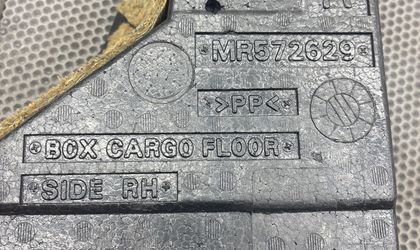 MR572629
>PP<
BOX CARGO FLOOR
SIDE RH